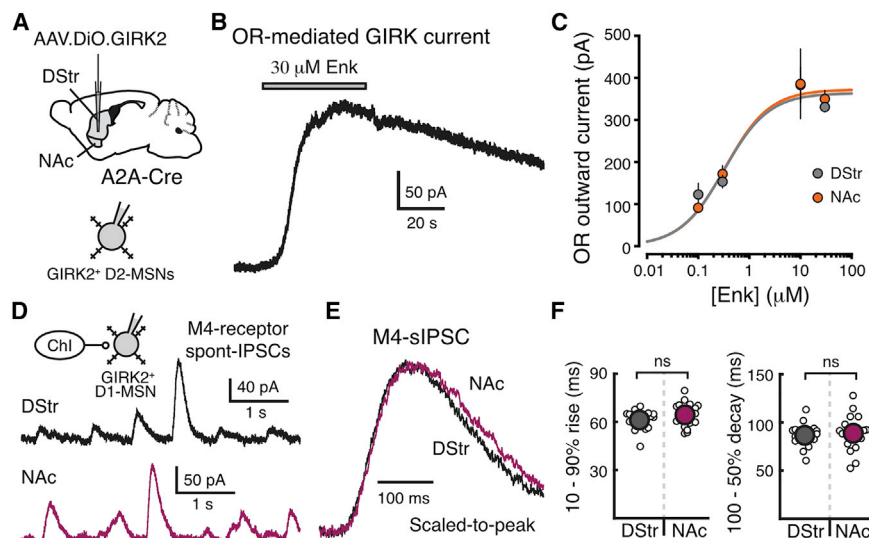 A
AAV.DiO.GIRK2
DStr
NAc
A2A-Cre
GIRK2⁺ D2-MSNs
B
OR-mediated GIRK current
30 μM Enk
50 pA
20 s
C
OR outward current (pA)
500
400
300
200
100
0
0.01
0.1
1
10
100
[Enk] (μM)
DStr
NAc
D
ChI
GIRK2⁺
D1-MSN
M4-receptor
spont-IPSCs
40 pA
1 s
DStr
NAc
50 pA
1 s
E
M4-sIPSC
NAc
DStr
100 ms
Scaled-to-peak
F
10 - 90% rise (ms)
90
60
30
ns
DStr
NAc
100 - 50% decay (ms)
150
100
50
ns
DStr
NAc